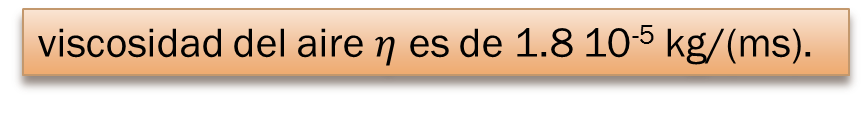 viscosidad del aire 𝜂 es de 1.8 10⁻⁵ kg/(ms).